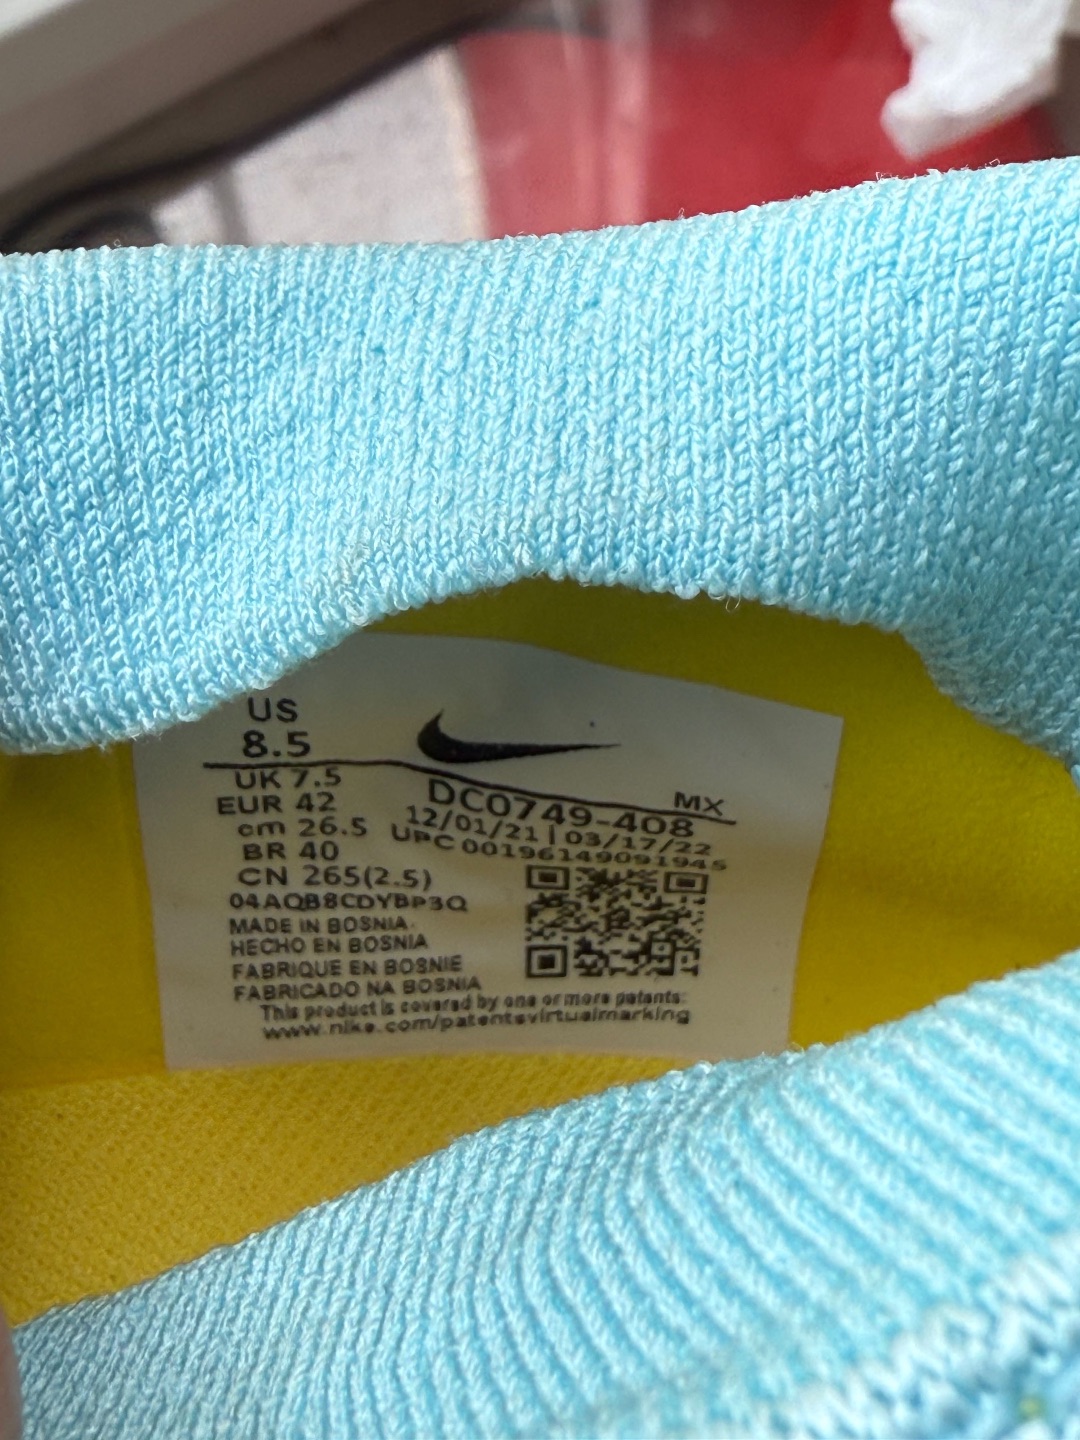 US
8.5
UK 7.5
EUR 42
cm 26.5
BR 40
CN 265(2.5)
MX
DC0749-408
12/01/21 | 03/17/22
UPC 00196149091945
04AQB8CDYBP3Q
MADE IN BOSNIA
HECHO EN BOSNIA
FABRIQUE EN BOSNIE
FABRICADO NA BOSNIA
This product is covered by one or more patents:
www.nike.com/patentsvirtualmarking